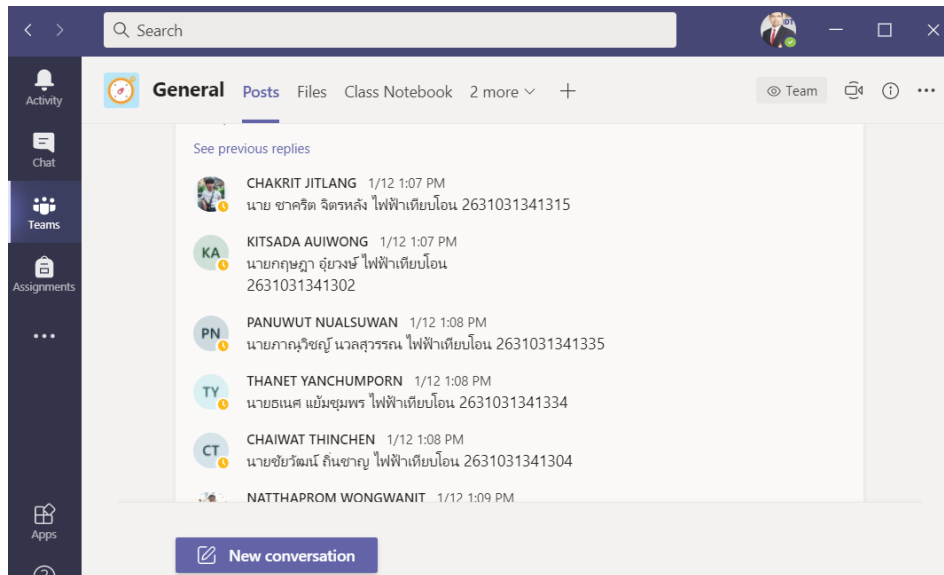 Search
Activity
Chat
Teams
Assignments
Apps
General Posts Files Class Notebook 2 more
Team
See previous replies
CHAKRIT JITLANG 1/12 1:07 PM
นาย ชาคริต จิตรหลัง ไฟฟ้าเทียบโอน 2631031341315
KA
KITSADA AUIWONG 1/12 1:07 PM
นายกฤษฎา อุ๋ยวงษ์ ไฟฟ้าเทียบโอน
2631031341302
PN
PANUWUT NUALSUWAN 1/12 1:08 PM
นายภาณุวิชญ์ นวลสุวรรณ ไฟฟ้าเทียบโอน 2631031341335
TY
THANET YANCHUMPORN 1/12 1:08 PM
นายธเนศ แย้มชุมพร ไฟฟ้าเทียบโอน 2631031341334
CT
CHAIWAT THINCHEN 1/12 1:08 PM
นายชัยวัฒน์ ถิ่นชาญ ไฟฟ้าเทียบโอน 2631031341304
NATTHAPROM WONGWANIT 1/12 1:09 PM
New conversation